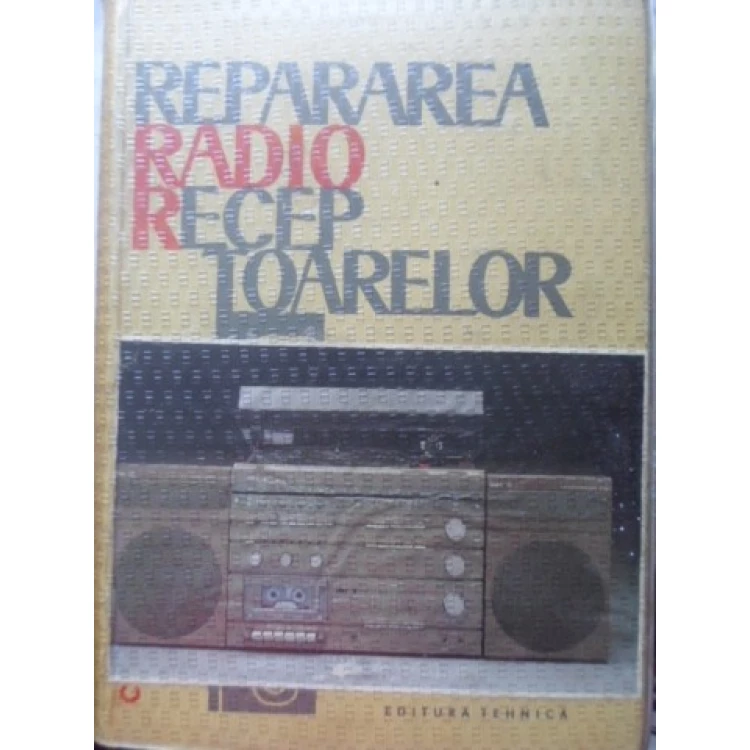 REPARAREA
RADIO
RECEP
TOARELOR
EDITURA TEHNICĂ